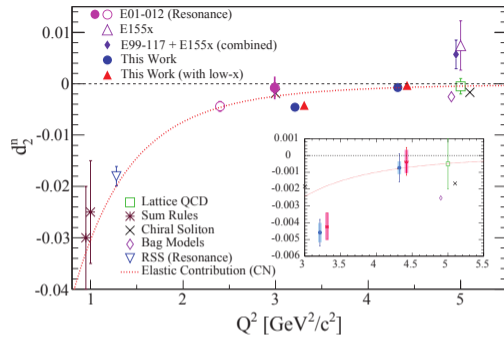 E01-012 (Resonance)
E155x
E99-117 + E155x (combined)
This Work
This Work (with low-x)
0.01
0
-0.01
-0.02
-0.03
-0.04
d₂ⁿ
Lattice QCD
Sum Rules
Chiral Soliton
Bag Models
RSS (Resonance)
Elastic Contribution (CN)
0.001
0
-0.001
-0.002
-0.003
-0.004
-0.005
-0.006
3 3.5 4 4.5 5 5.5
1 2 3 4 5
Q² [GeV²/c²]